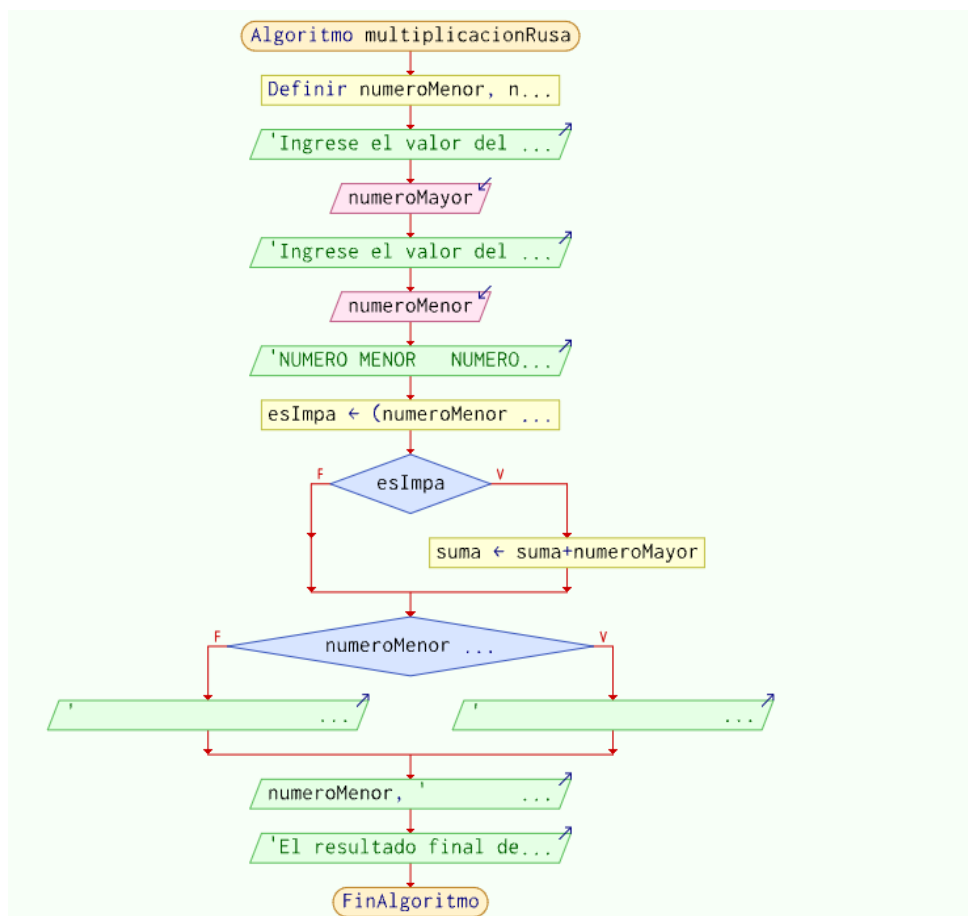 Algoritmo multiplicacionRusa
Definir numeroMenor, n...
'Ingrese el valor del ...
numeroMayor
'Ingrese el valor del ...
numeroMenor
'NUMERO MENOR   NUMERO...
esImpa ← (numeroMenor ...
F
esImpa
V
suma ← suma+numeroMayor
F
numeroMenor ...
V
' ...
' ...
numeroMenor, ' ...
'El resultado final de...
FinAlgoritmo